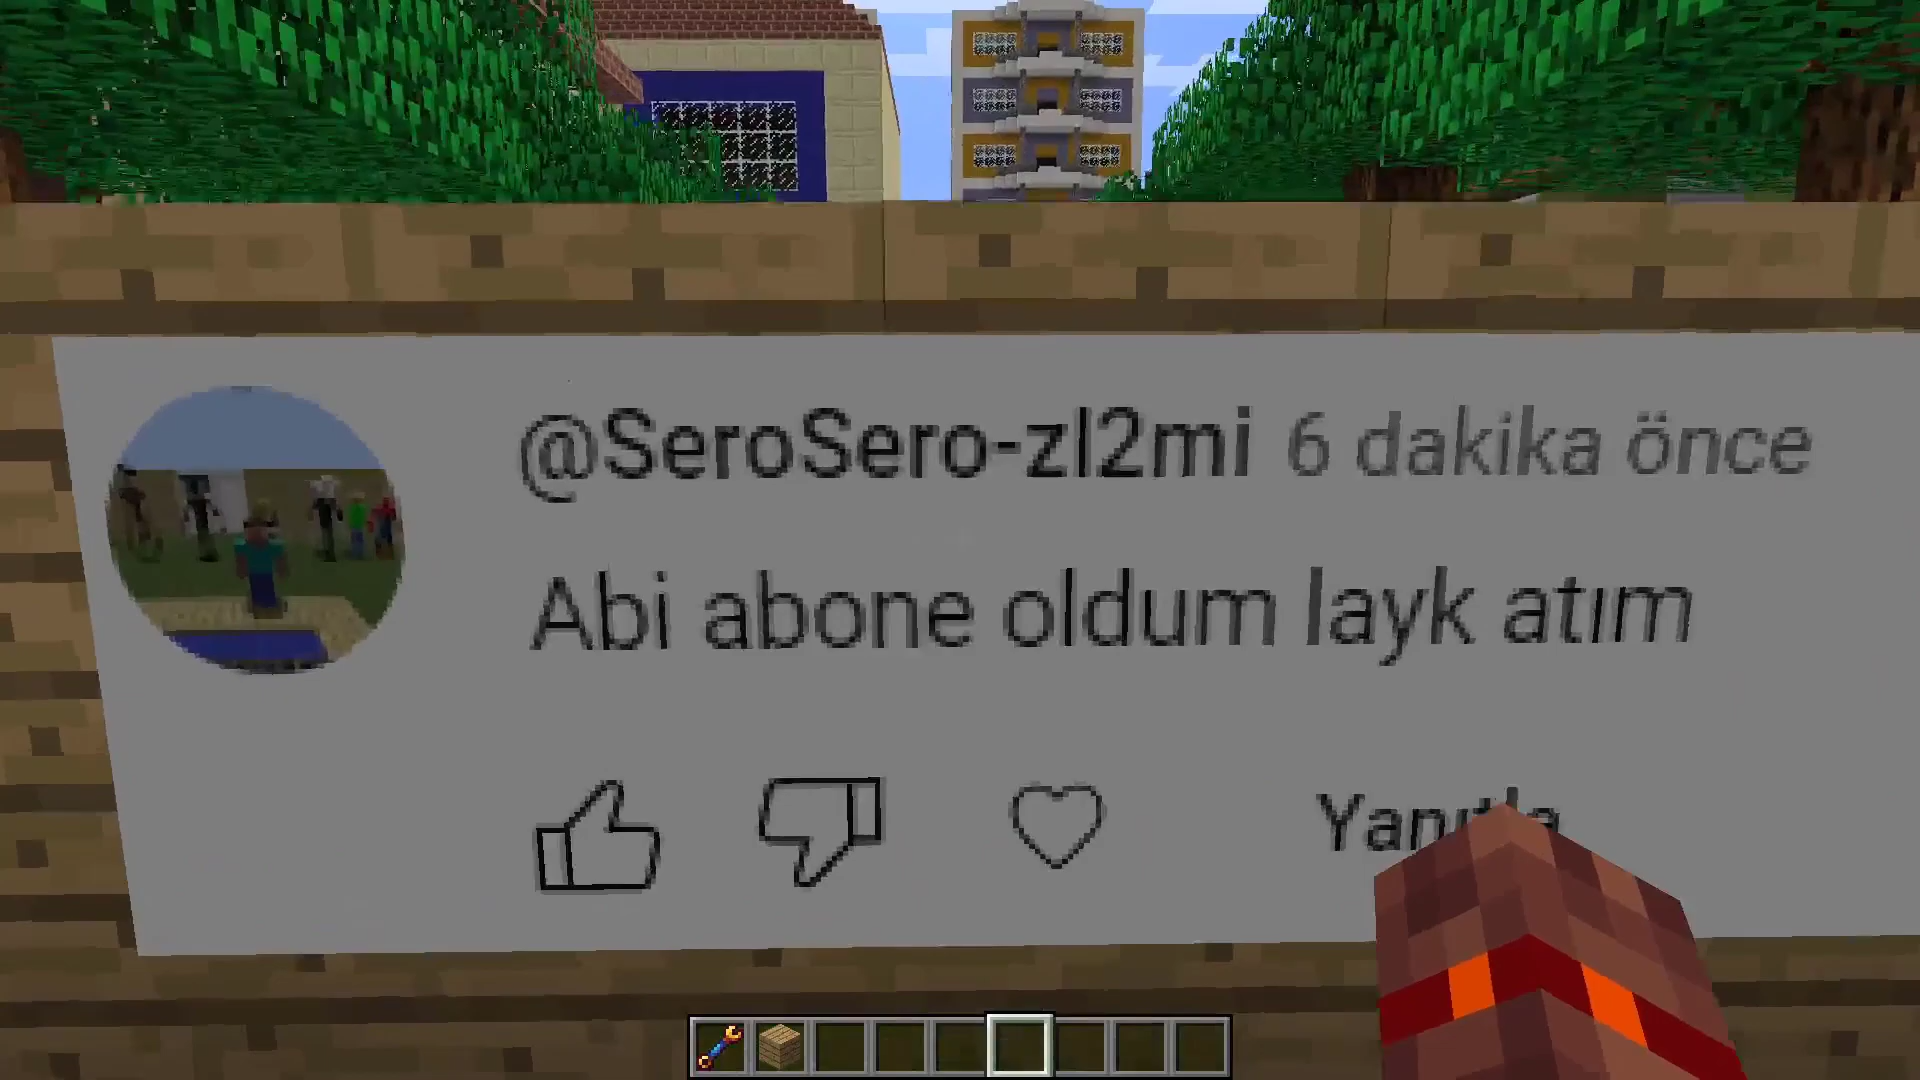 @SeroSero-zl2mi 6 dakika önce
Abi abone oldum layk atım